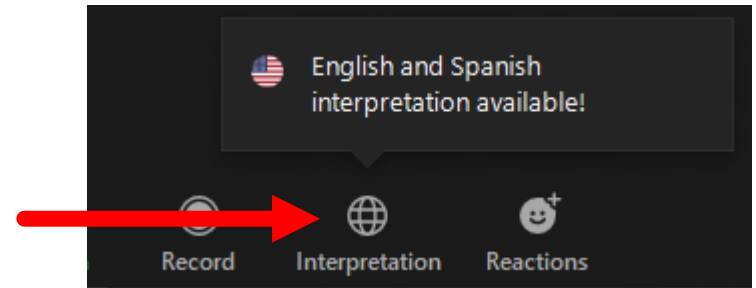 English and Spanish
interpretation available!
Record
Interpretation
Reactions